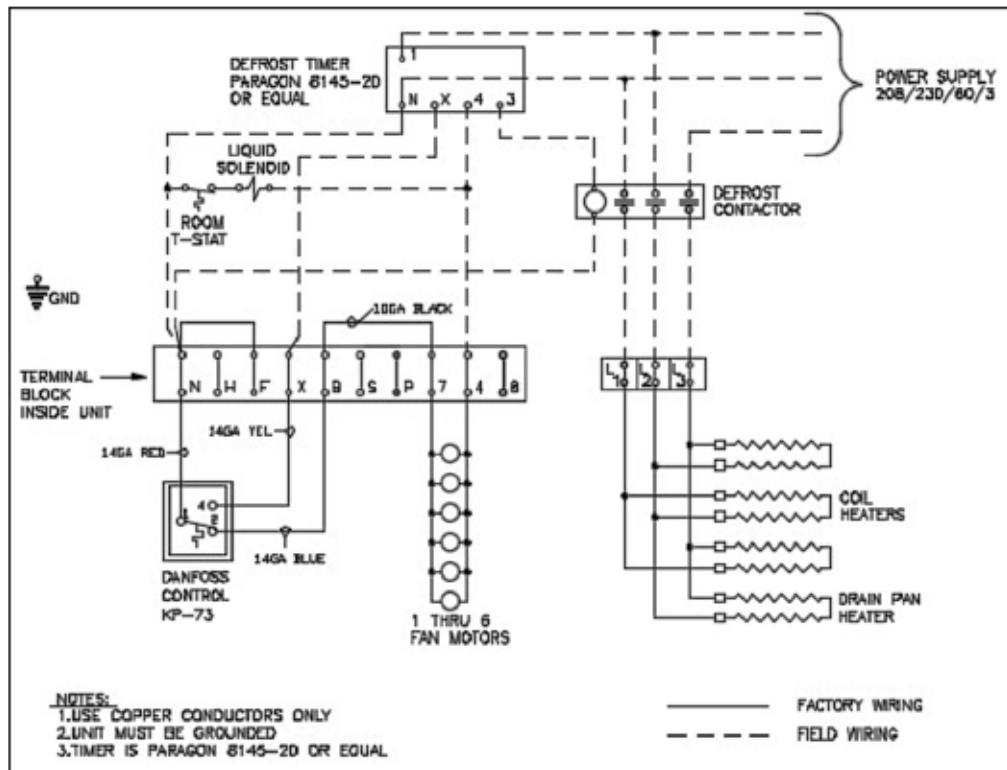 DEFROST TIMER
PARAGON 8145-2D
OR EQUAL
1
N X 4 3
POWER SUPPLY
208/230/60/3
LIQUID
SOLENOID
ROOM
T-STAT
DEFROST
CONTACTOR
GND
10GA BLACK
TERMINAL
BLOCK
INSIDE UNIT
N H F X B S P 7 4 8
L1 L2 L3
14GA YEL
14GA RED
4
14GA BLUE
DANFOSS
CONTROL
KP-73
1 THRU 6
FAN MOTORS
COIL
HEATERS
DRAIN PAN
HEATER
NOTES:
1.USE COPPER CONDUCTORS ONLY
2.UNIT MUST BE GROUNDED
3.TIMER IS PARAGON 8145-2D OR EQUAL
FACTORY WIRING
FIELD WIRING